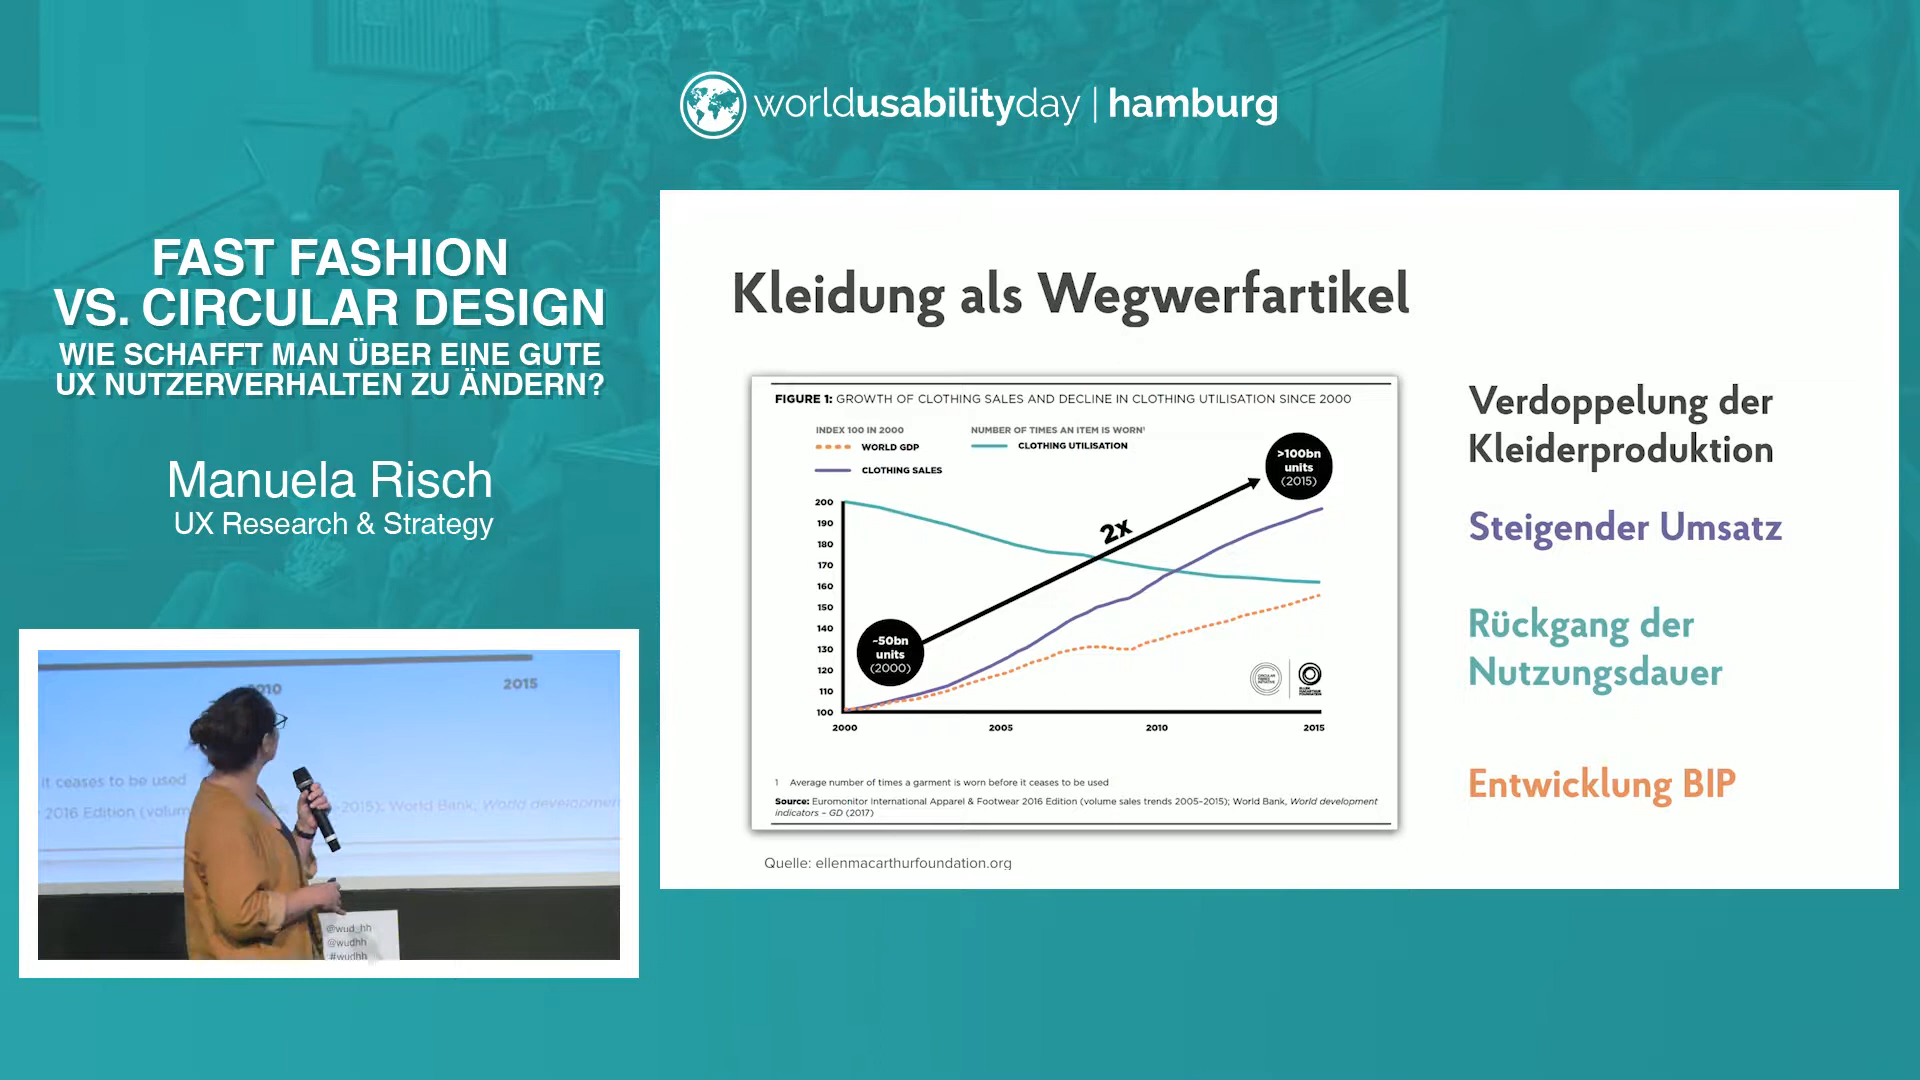 worldusabilityday | hamburg
FAST FASHION
VS. CIRCULAR DESIGN
WIE SCHAFFT MAN ÜBER EINE GUTE
UX NUTZERVERHALTEN ZU ÄNDERN?
Manuela Risch
UX Research & Strategy
Kleidung als Wegwerfartikel
FIGURE 1: GROWTH OF CLOTHING SALES AND DECLINE IN CLOTHING UTILISATION SINCE 2000
INDEX 100 IN 2000
WORLD GDP
CLOTHING SALES
NUMBER OF TIMES AN ITEM IS WORN¹
CLOTHING UTILISATION
>100bn
units
(2015)
2x
~50bn
units
(2000)
200
190
180
170
160
150
140
130
120
110
100
2000
2005
2010
2015
1 Average number of times a garment is worn before it ceases to be used
Source: Euromonitor International Apparel & Footwear 2016 Edition (volume sales trends 2005–2015); World Bank, World development
indicators – GD (2017)
Quelle: ellenmacarthurfoundation.org
Verdoppelung der
Kleiderproduktion
Steigender Umsatz
Rückgang der
Nutzungsdauer
Entwicklung BIP
2015
it ceases to be used
2016 Edition -2015); World Bank, World
@wud_hh
@wudhh
#wudhh